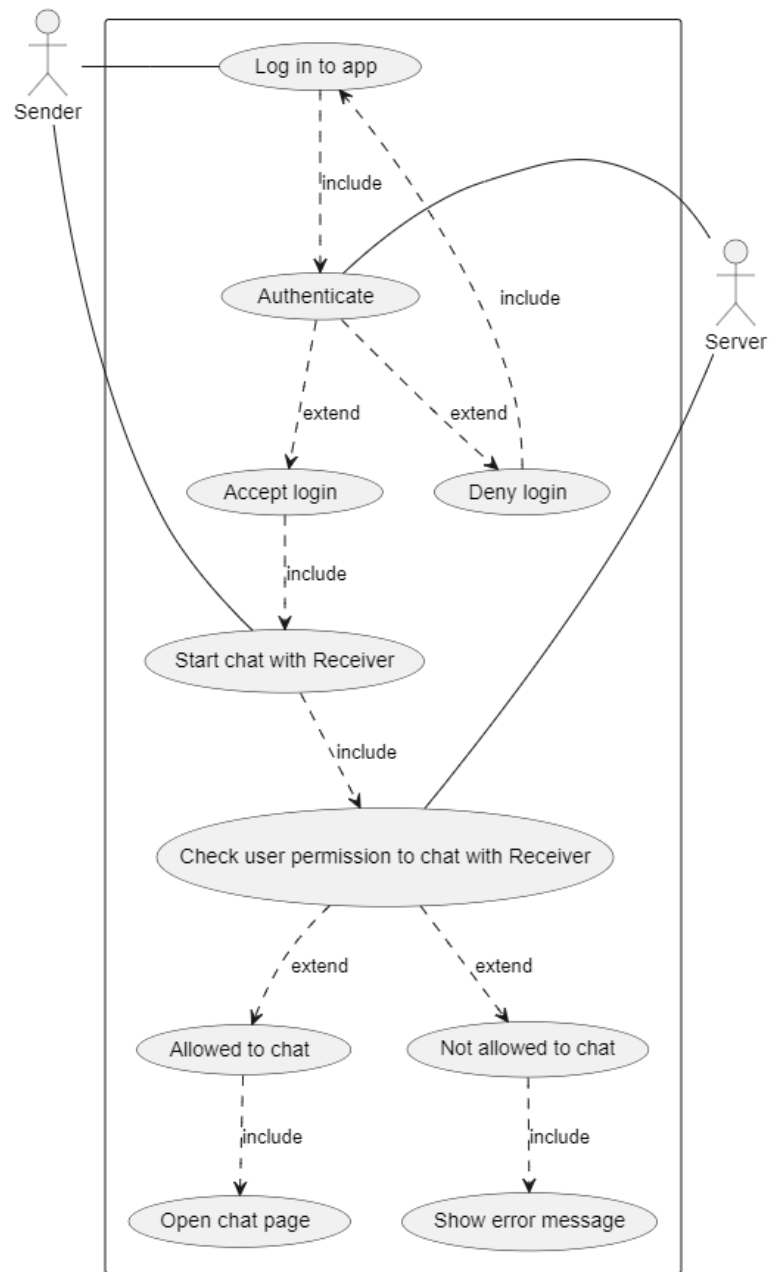 Log in to app
Sender
include
Authenticate
include
Server
extend
extend
Accept login
Deny login
include
Start chat with Receiver
include
Check user permission to chat with Receiver
extend
extend
Allowed to chat
Not allowed to chat
include
include
Open chat page
Show error message